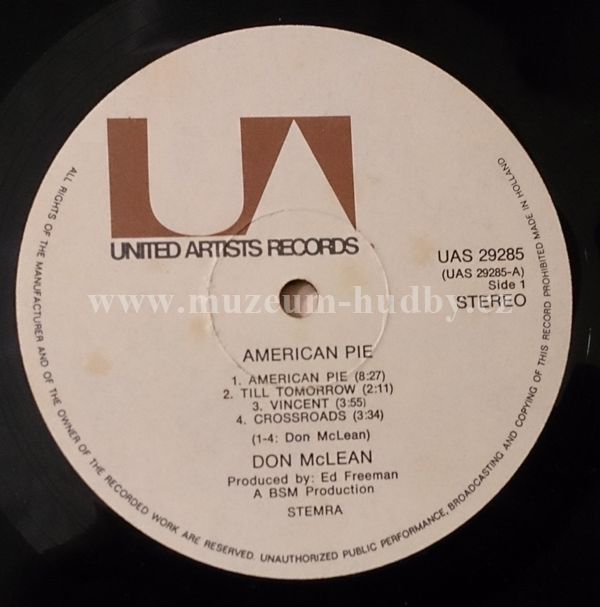 UA
UNITED ARTISTS RECORDS
UAS 29285
(UAS 29285-A)
Side 1
STEREO
www.muzeum-hudby.cz
AMERICAN PIE
1. AMERICAN PIE (8:27)
2. TILL TOMORROW (2:11)
3. VINCENT (3:55)
4. CROSSROADS (3:34)
(1-4: Don McLean)
DON McLEAN
Produced by: Ed Freeman
A BSM Production
STEMRA
ALL RIGHTS OF THE MANUFACTURER AND OF THE OWNER OF THE RECORDED WORK ARE RESERVED. UNAUTHORIZED PUBLIC PERFORMANCE, BROADCASTING AND COPYING OF THIS RECORD PROHIBITED MADE IN HOLLAND